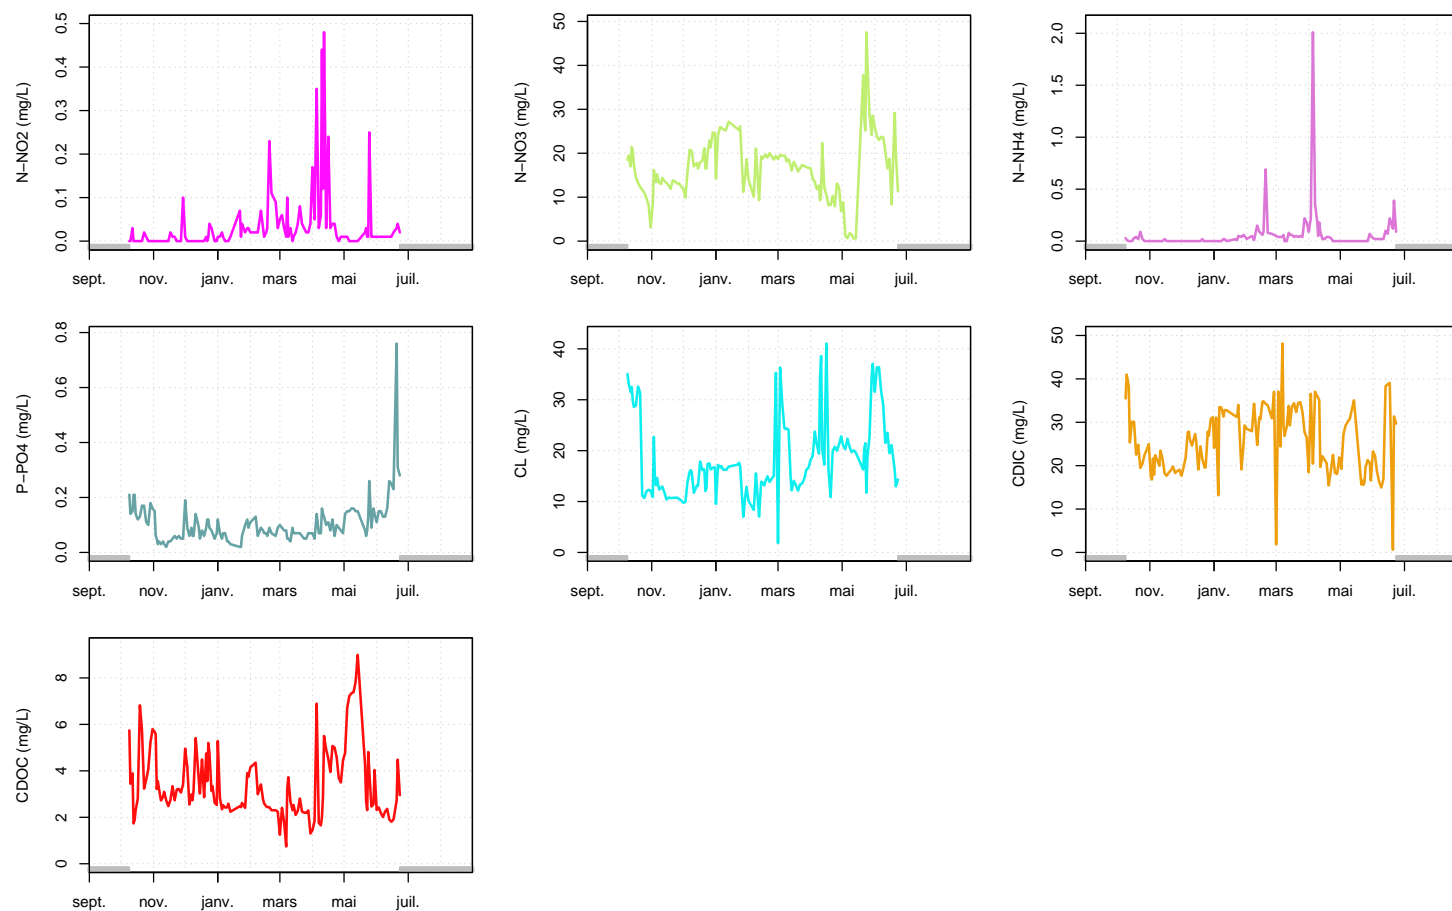 N−NO2 (mg/L)
0.0 0.1 0.2 0.3 0.4 0.5
sept. nov. janv. mars mai juil.
N−NO3 (mg/L)
0 10 20 30 40 50
sept. nov. janv. mars mai juil.
N−NH4 (mg/L)
0.0 0.5 1.0 1.5 2.0
sept. nov. janv. mars mai juil.
P−PO4 (mg/L)
0.0 0.2 0.4 0.6 0.8
sept. nov. janv. mars mai juil.
CL (mg/L)
0 10 20 30 40
sept. nov. janv. mars mai juil.
CDIC (mg/L)
0 10 20 30 40 50
sept. nov. janv. mars mai juil.
CDOC (mg/L)
0 2 4 6 8
sept. nov. janv. mars mai juil.